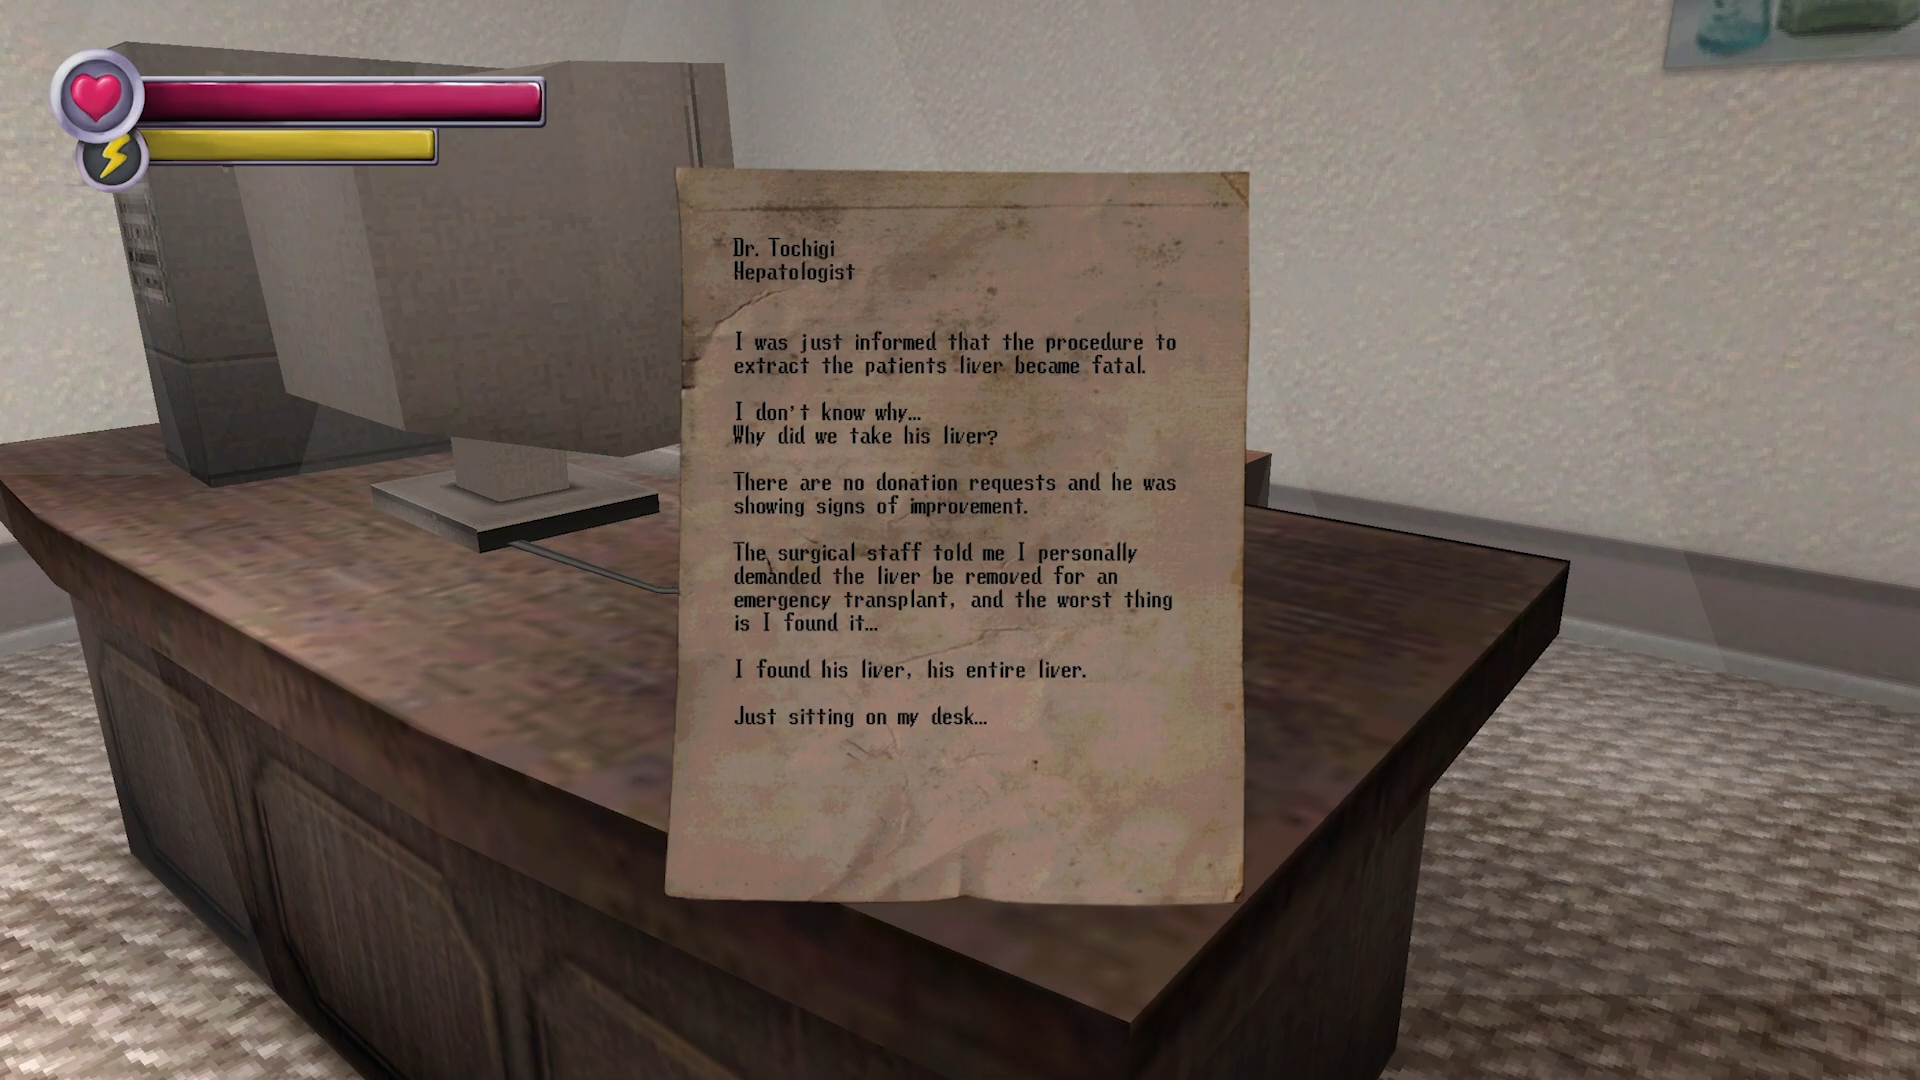 Dr. Tochigi
Hepatologist
I was just informed that the procedure to
extract the patients liver became fatal.
I don't know why...
Why did we take his liver?
There are no donation requests and he was
showing signs of improvement.
The surgical staff told me I personally
demanded the liver be removed for an
emergency transplant, and the worst thing
is I found it...
I found his liver, his entire liver.
Just sitting on my desk...